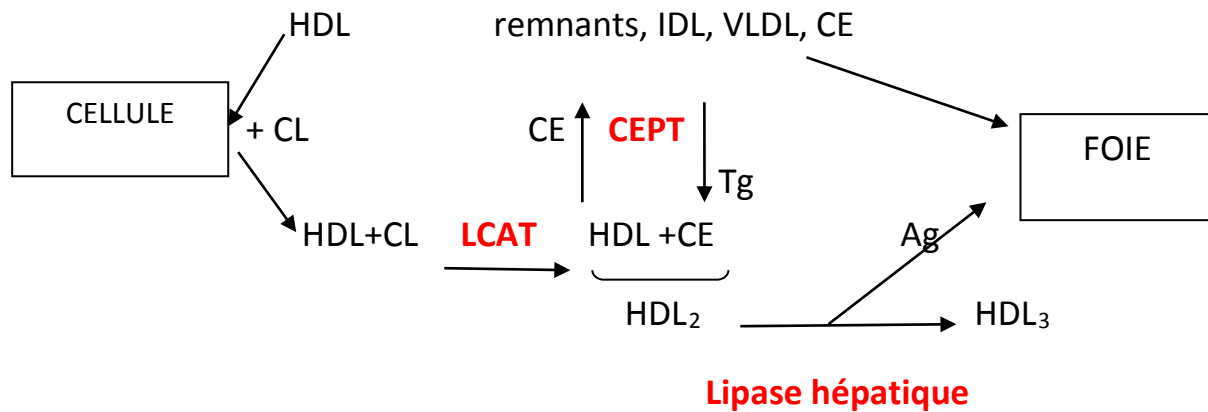 HDL remnants, IDL, VLDL, CE
CELLULE
+ CL CE CEPT FOIE
Tg
HDL+CL LCAT HDL +CE Ag
HDL₂ HDL₃
Lipase hépatique